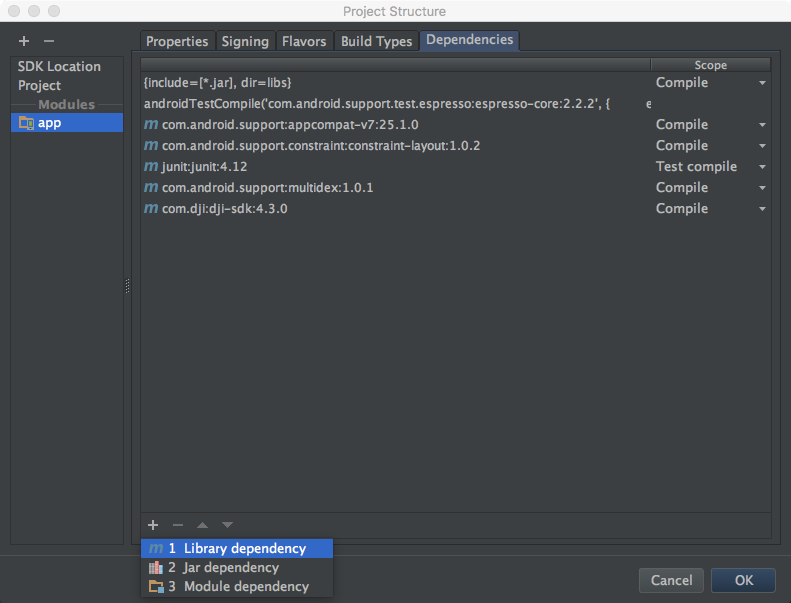 Project Structure
Properties Signing Flavors Build Types Dependencies
SDK Location
Project
Modules
app
Scope
{include=[*.jar], dir=libs} Compile
androidTestCompile('com.android.support.test.espresso:espresso-core:2.2.2', { e
m com.android.support:appcompat-v7:25.1.0 Compile
m com.android.support.constraint:constraint-layout:1.0.2 Compile
m junit:junit:4.12 Test compile
m com.android.support:multidex:1.0.1 Compile
m com.dji:dji-sdk:4.3.0 Compile
m 1 Library dependency
2 Jar dependency
3 Module dependency
Cancel OK